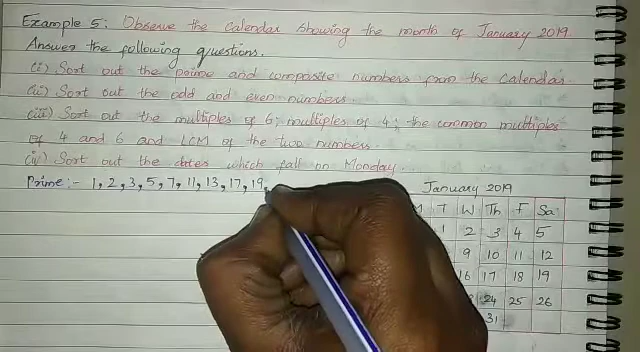 Example 5: Observe the Calendar showing the month of January 2019.
Answer the following questions.
(i) Sort out the prime and composite numbers from the calendar.
(ii) Sort out the odd and even numbers.
(iii) Sort out the multiples of 6; multiples of 4; the common multiples
of 4 and 6 and LCM of the two numbers.
(iv) Sort out the dates which fall on Monday.
Prime :- 1, 2, 3, 5, 7, 11, 13, 17, 19,
January 2019
T W Th F Sa
1 2 3 4 5
9 10 11 12
16 17 18 19
24 25 26
31